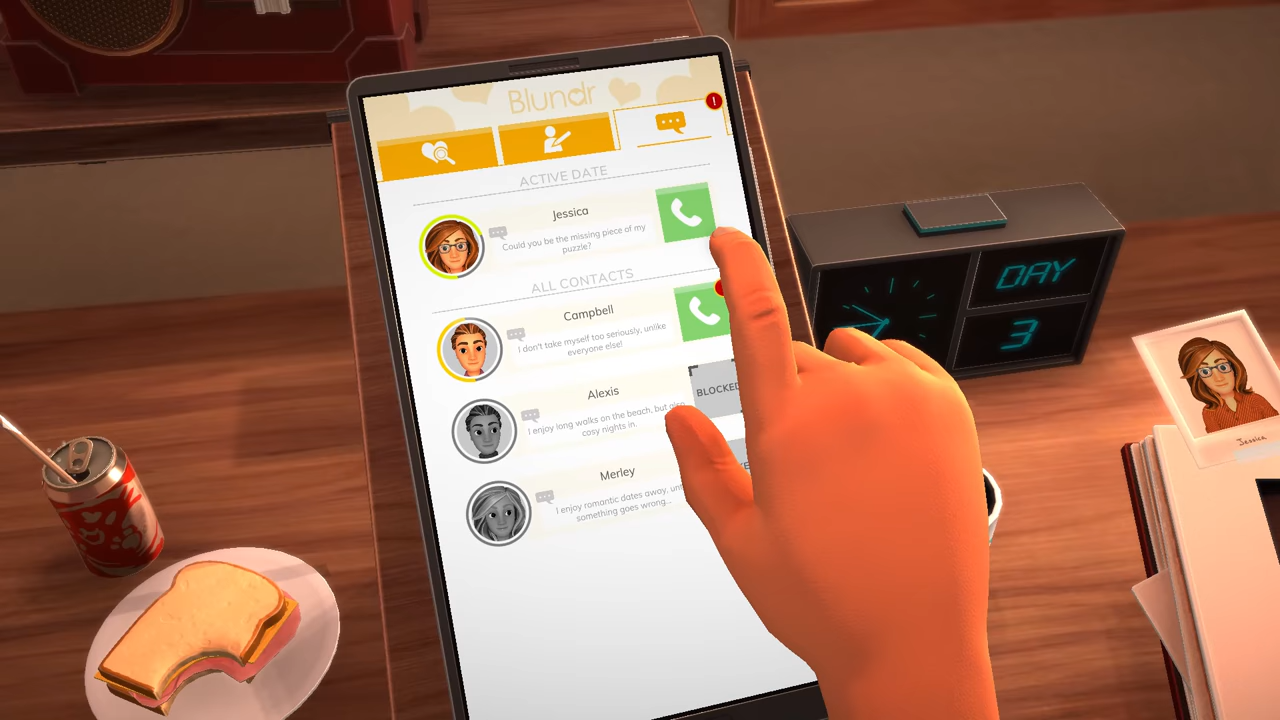 Blundr
ACTIVE DATE
Jessica
Could you be the missing piece of my
puzzle?
ALL CONTACTS
Campbell
I don't take myself too seriously, unlike
everyone else!
Alexis
BLOCKED
I enjoy long walks on the beach, but also
cosy nights in.
Merley
I enjoy romantic dates away, until
something goes wrong...
DAY
3
Jessica